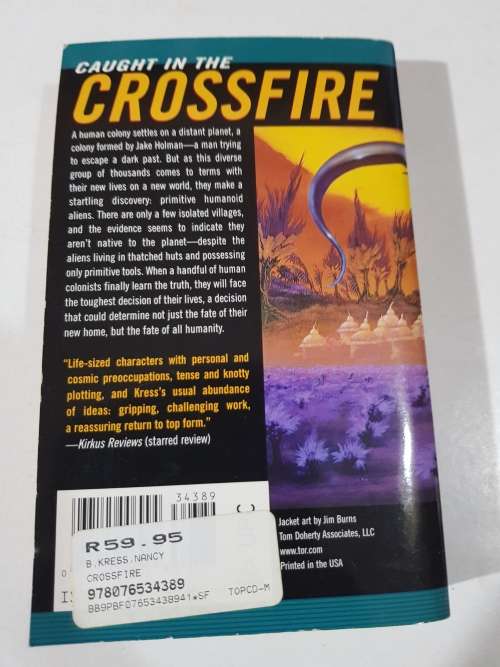 CAUGHT IN THE
CROSSFIRE
A human colony settles on a distant planet, a
colony formed by Jake Holman—a man trying
to escape a dark past. But as this diverse
group of thousands comes to terms with
their new lives on a new world, they make a
startling discovery: primitive humanoid
aliens. There are only a few isolated villages,
and the evidence seems to indicate they
aren't native to the planet—despite the
aliens living in thatched huts and possessing
only primitive tools. When a handful of human
colonists finally learn the truth, they will face
the toughest decision of their lives, a decision
that could determine not just the fate of their
new home, but the fate of all humanity.
“Life-sized characters with personal and
cosmic preoccupations, tense and knotty
plotting, and Kress's usual abundance
of ideas: gripping, challenging work,
a reassuring return to top form.”
—Kirkus Reviews (starred review)
34389
R59.95
B.KRESS.NANCY
CROSSFIRE
978076534389
BB9PBF07653438941*SF TOPCD-M
Jacket art by Jim Burns
Tom Doherty Associates, LLC
www.tor.com
Printed in the USA